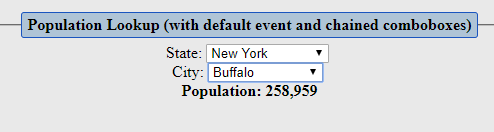 Population Lookup (with default event and chained comboboxes)
State: New York
City: Buffalo
Population: 258,959